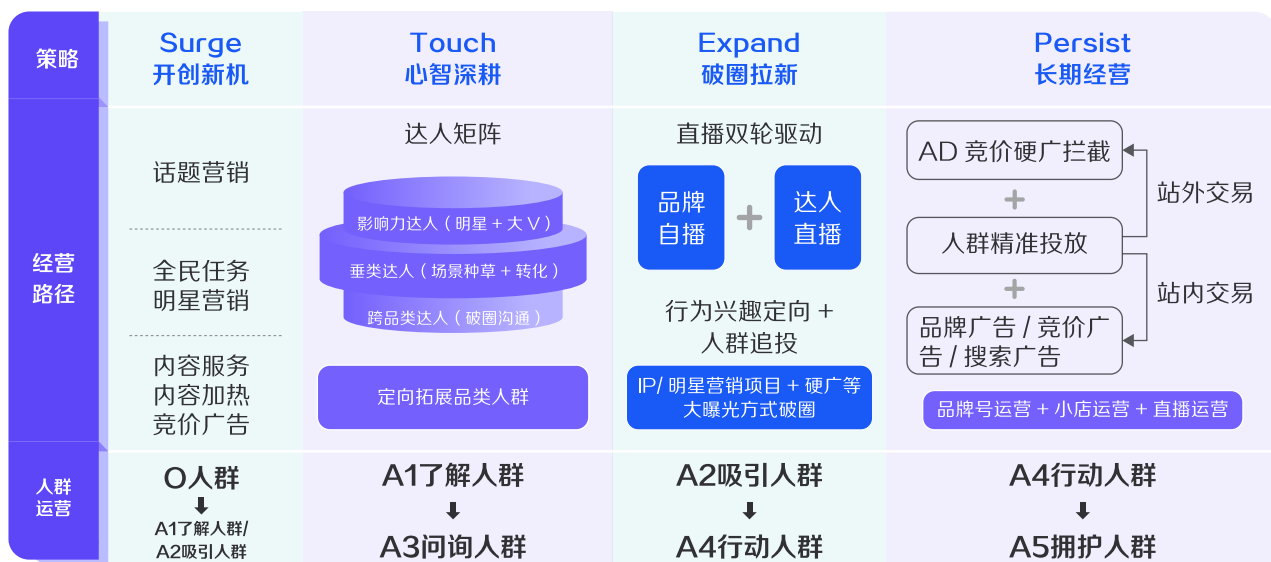 策略
Surge
开创新机
Touch
心智深耕
Expand
破圈拉新
Persist
长期经营
经营
路径
话题营销
全民任务
明星营销
内容服务
内容加热
竞价广告
达人矩阵
影响力达人（明星 + 大 V）
垂类达人（场景种草 + 转化）
跨品类达人（破圈沟通）
定向拓展品类人群
直播双轮驱动
品牌
自播
+
达人
直播
行为兴趣定向 +
人群追投
IP/ 明星营销项目 + 硬广等
大曝光方式破圈
AD 竞价硬广拦截
+
人群精准投放
+
品牌广告 / 竞价广
告 / 搜索广告
站外交易
站内交易
品牌号运营 + 小店运营 + 直播运营
人群
运营
O人群
A1了解人群/
A2吸引人群
A1了解人群
A3问询人群
A2吸引人群
A4行动人群
A4行动人群
A5拥护人群